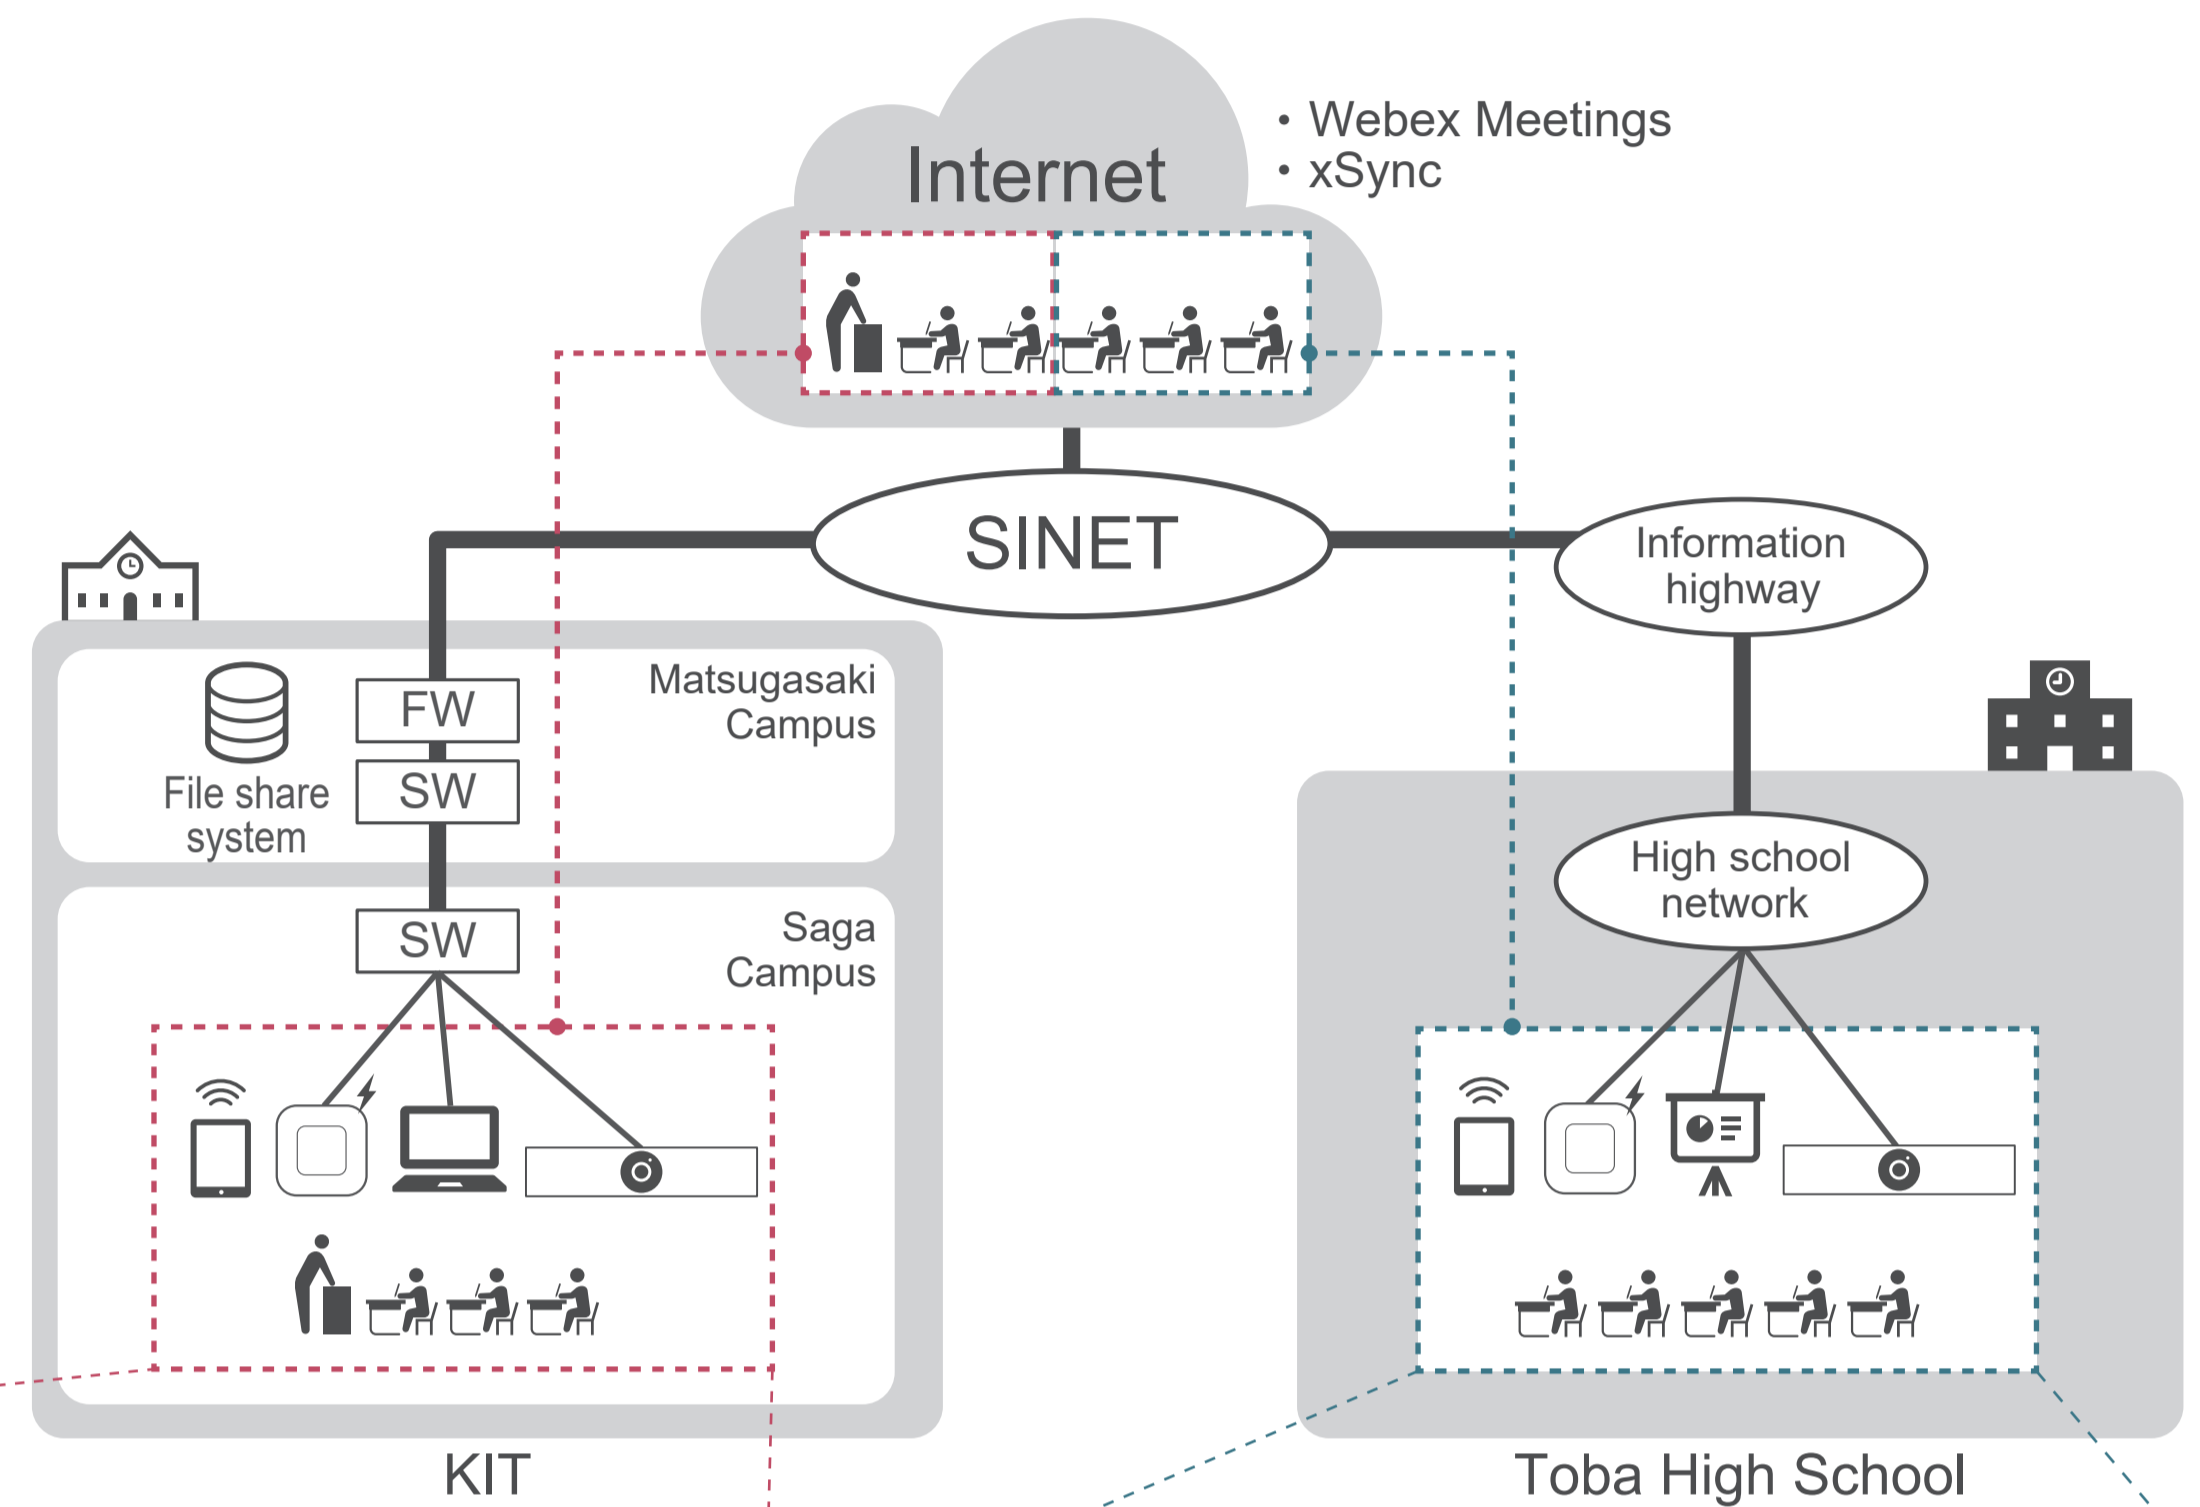 Internet
・Webex Meetings
・xSync
SINET
Information
highway
Matsugasaki
Campus
FW
SW
File share
system
SW
Saga
Campus
High school
network
KIT
Toba High School